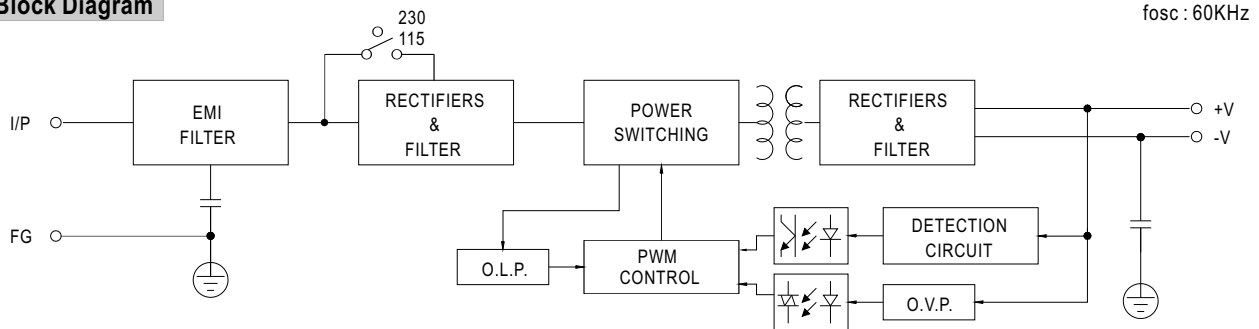 Block Diagram
fosc : 60KHz
230
115
I/P
EMI
FILTER
RECTIFIERS
&
FILTER
POWER
SWITCHING
RECTIFIERS
&
FILTER
+V
-V
FG
O.L.P.
PWM
CONTROL
DETECTION
CIRCUIT
O.V.P.